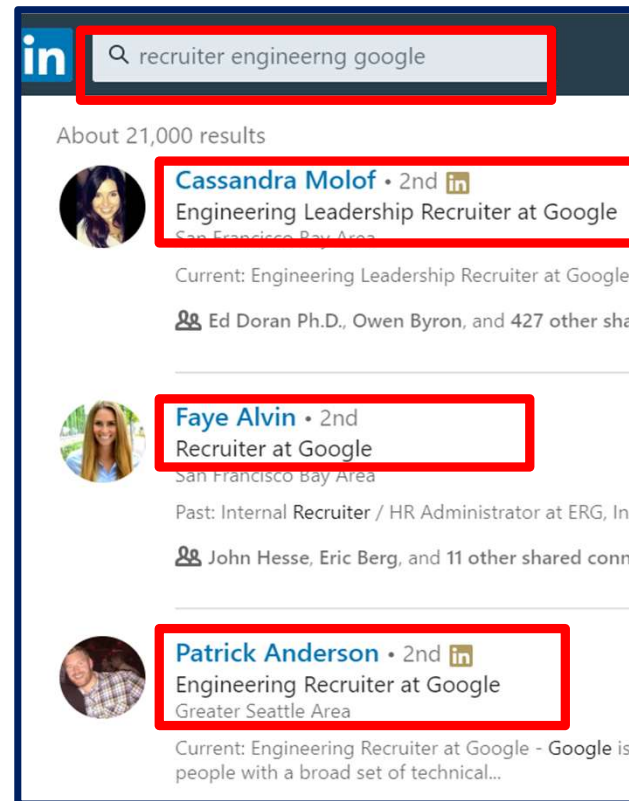 in
recruiter engineerng google
About 21,000 results
Cassandra Molof • 2nd in
Engineering Leadership Recruiter at Google
San Francisco Bay Area
Current: Engineering Leadership Recruiter at Google
Ed Doran Ph.D., Owen Byron, and 427 other sha
Faye Alvin • 2nd
Recruiter at Google
San Francisco Bay Area
Past: Internal Recruiter / HR Administrator at ERG, In
John Hesse, Eric Berg, and 11 other shared conn
Patrick Anderson • 2nd in
Engineering Recruiter at Google
Greater Seattle Area
Current: Engineering Recruiter at Google - Google is
people with a broad set of technical...